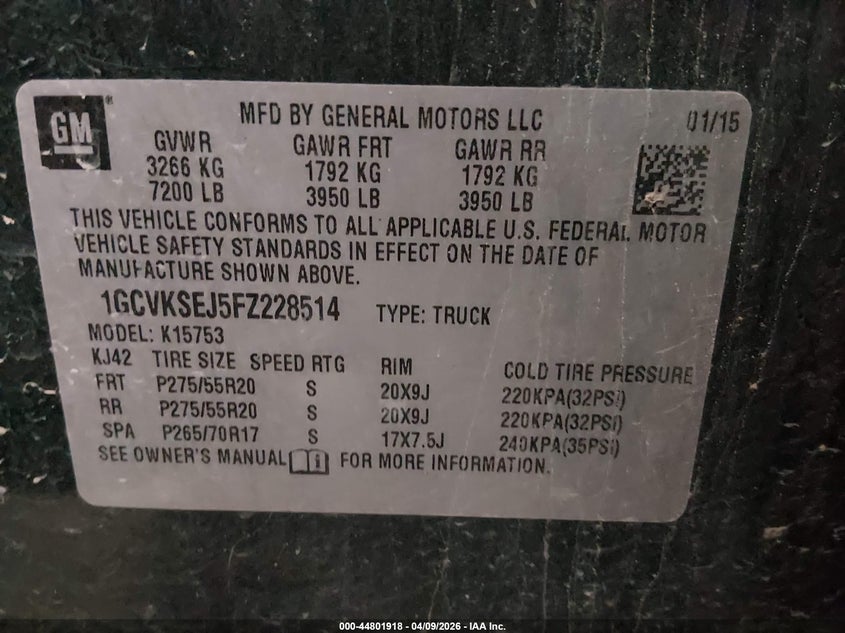 GM
MFD BY GENERAL MOTORS LLC 01/15
GVWR GAWR FRT GAWR RR
3266 KG 1792 KG 1792 KG
7200 LB 3950 LB 3950 LB
THIS VEHICLE CONFORMS TO ALL APPLICABLE U.S. FEDERAL MOTOR
VEHICLE SAFETY STANDARDS IN EFFECT ON THE DATE OF
MANUFACTURE SHOWN ABOVE.
1GCVKSEJ5FZ228514 TYPE: TRUCK
MODEL: K15753
KJ42 TIRE SIZE SPEED RTG RIM COLD TIRE PRESSURE
FRT P275/55R20 S 20X9J 220KPA(32PSI)
RR P275/55R20 S 20X9J 220KPA(32PSI)
SPA P265/70R17 S 17X7.5J 240KPA(35PSI)
SEE OWNER'S MANUAL FOR MORE INFORMATION.
000-44801918 - 04/09/2026 - IAA Inc.